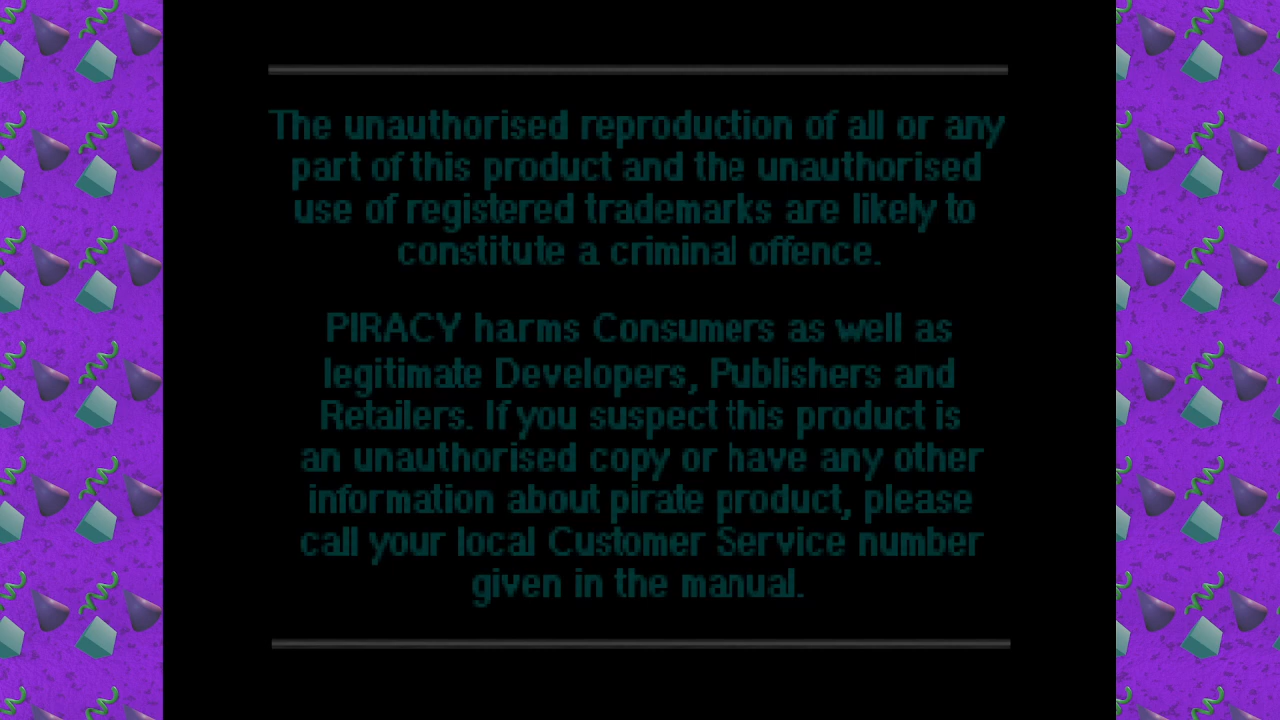 The unauthorised reproduction of all or any
part of this product and the unauthorised
use of registered trademarks are likely to
constitute a criminal offence.
PIRACY harms Consumers as well as
legitimate Developers, Publishers and
Retailers. If you suspect this product is
an unauthorised copy or have any other
information about pirate product, please
call your local Customer Service number
given in the manual.